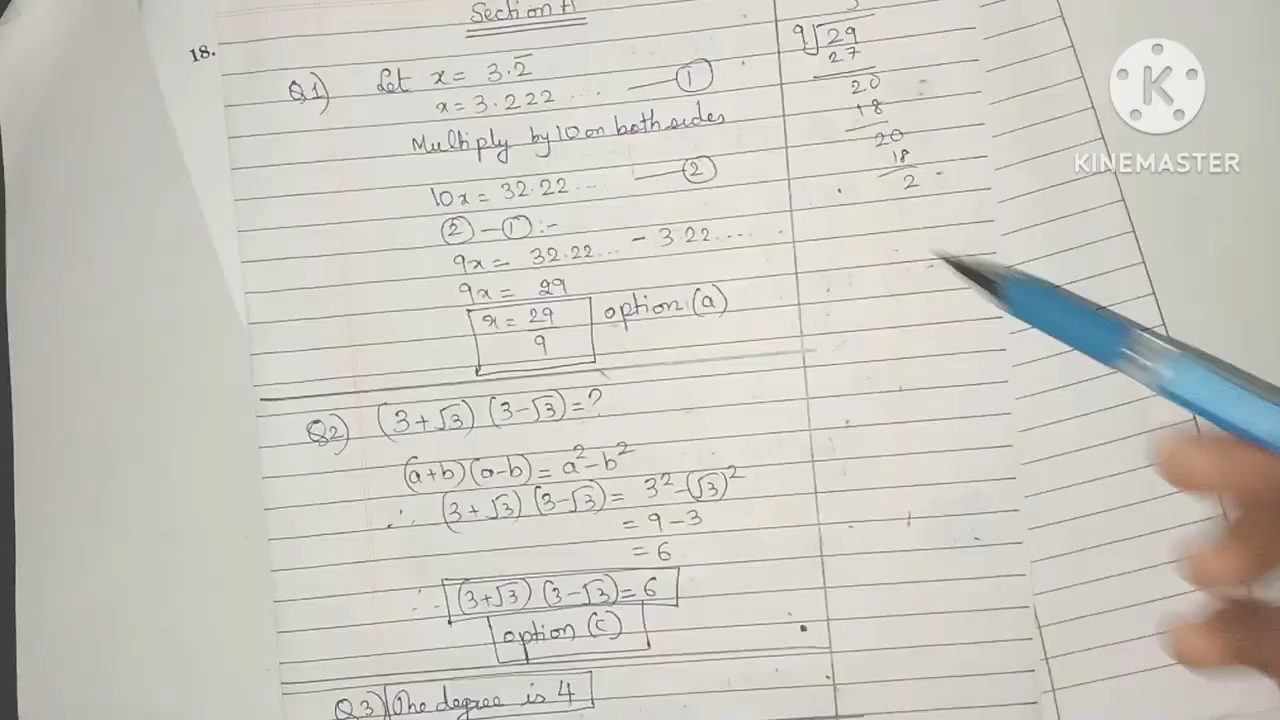 Section A
18.
Q1) Let x = 3.2̅
x = 3.222 .... ——①
Multiply by 10 on both sides
10x = 32.22... ——②
② - ① :-
9x = 32.22... - 3.22....
9x = 29
x = 29
9
option (a)
9√29
27
20
18
20
18
2
K
KINEMASTER
Q2) (3+√3) (3-√3) = ?
(a+b) (a-b) = a² - b²
∴ (3+√3) (3-√3) = 3² - (√3)²
= 9 - 3
= 6
∴ (3+√3) (3-√3) = 6
option (c)
Q3) The degree is 4